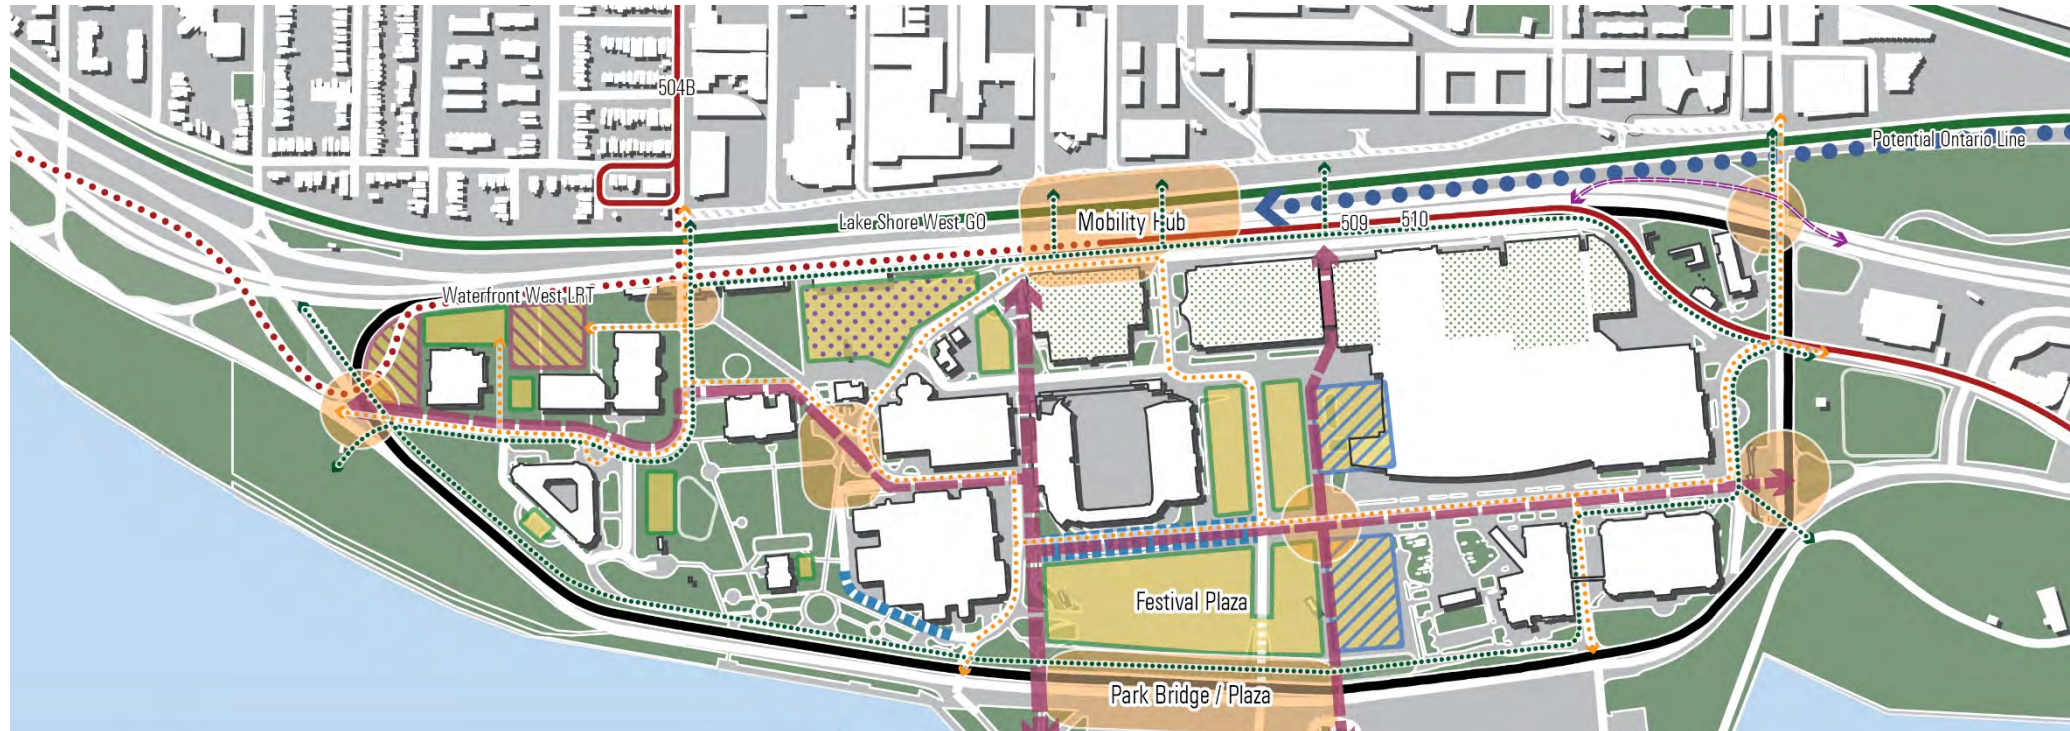 504B
Potential Ontario Line
Lake Shore West GO
Mobility Hub
509
510
Waterfront West LRT
Festival Plaza
Park Bridge / Plaza